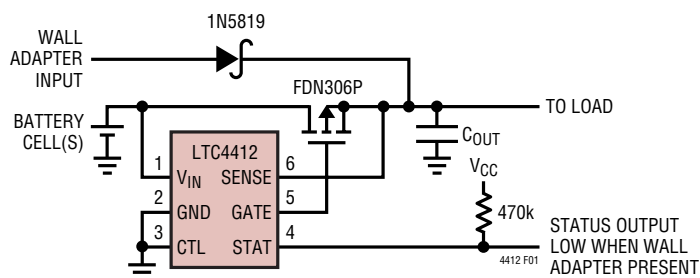 1N5819
WALL
ADAPTER
INPUT
FDN306P
TO LOAD
BATTERY
CELL(S)
COUT
VCC
LTC4412
1
VIN
SENSE
6
2
GND
GATE
5
3
CTL
STAT
4
470k
STATUS OUTPUT
LOW WHEN WALL
ADAPTER PRESENT
4412 F01